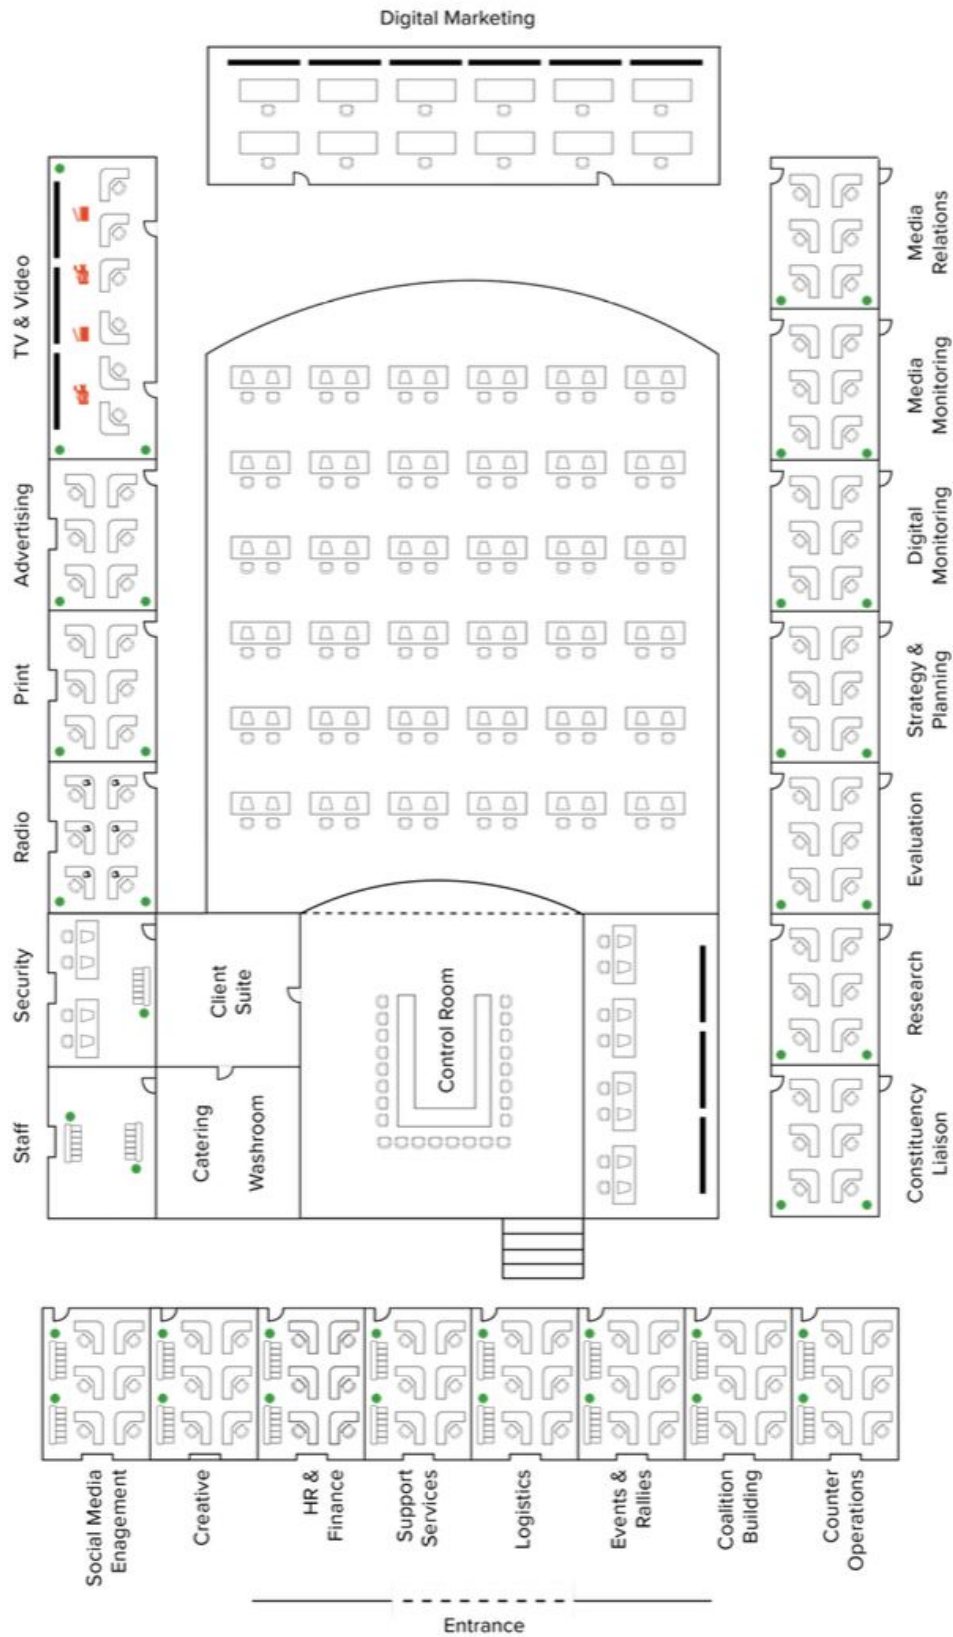 Digital Marketing
TV & Video
Advertising
Print
Radio
Security
Staff
Media
Relations
Media
Monitoring
Digital
Monitoring
Strategy &
Planning
Evaluation
Research
Constituency
Liaison
Client
Suite
Catering
Washroom
Control Room
Social Media
Enagement
Creative
HR &
Finance
Support
Services
Logistics
Events &
Rallies
Coalition
Building
Counter
Operations
Entrance